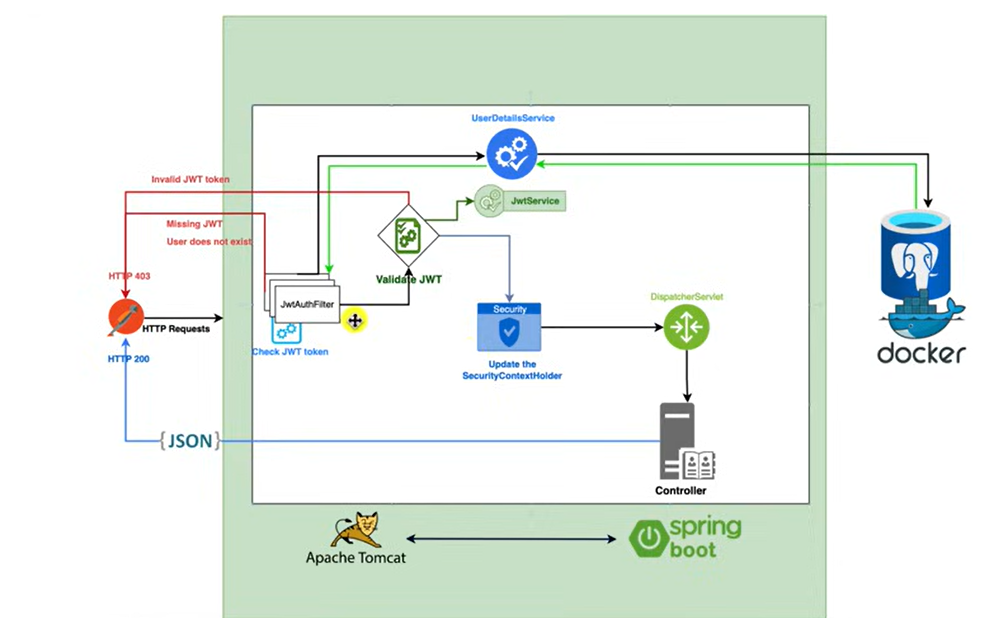 UserDetailsService
Invalid JWT token
JwtService
Missing JWT
User does not exist
HTTP 403
Validate JWT
JwtAuthFilter
Security
DispatcherServlet
HTTP Requests
Check JWT token
HTTP 200
Update the
SecurityContextHolder
docker
{JSON}
Controller
Apache Tomcat
spring
boot